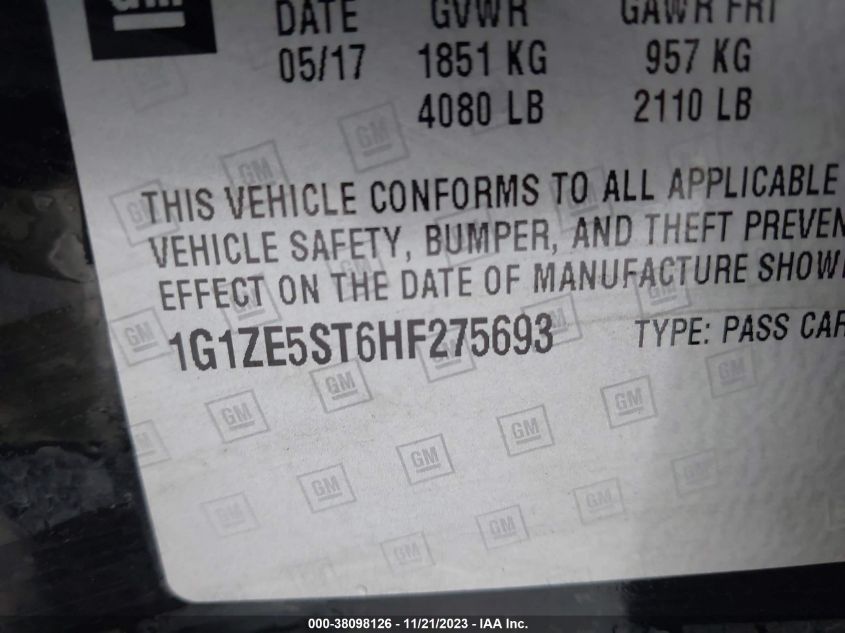 GM
DATE GVWR GAWR FRT
05/17 1851 KG 957 KG
4080 LB 2110 LB
THIS VEHICLE CONFORMS TO ALL APPLICABLE
VEHICLE SAFETY, BUMPER, AND THEFT PREVEN
EFFECT ON THE DATE OF MANUFACTURE SHOW
1G1ZE5ST6HF275693 TYPE: PASS CAR
000-38098126 - 11/21/2023 - IAA Inc.